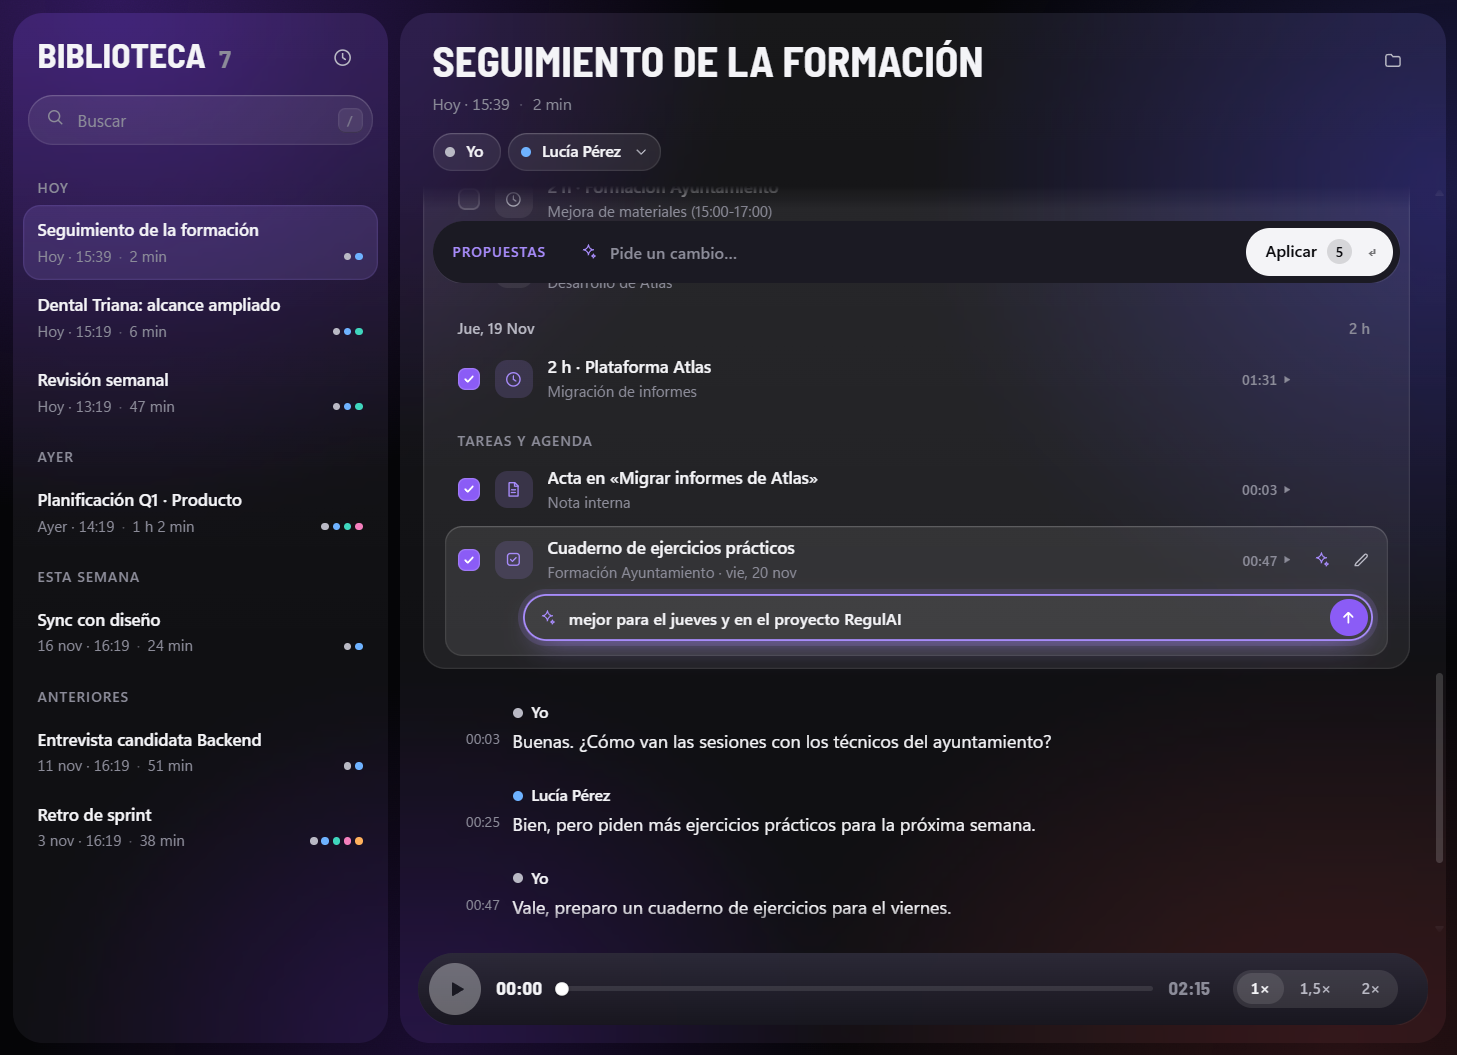 BIBLIOTECA 7
Buscar /
HOY
Seguimiento de la formación
Hoy · 15:39 · 2 min
Dental Triana: alcance ampliado
Hoy · 15:19 · 6 min
Revisión semanal
Hoy · 13:19 · 47 min
AYER
Planificación Q1 · Producto
Ayer · 14:19 · 1 h 2 min
ESTA SEMANA
Sync con diseño
16 nov · 16:19 · 24 min
ANTERIORES
Entrevista candidata Backend
11 nov · 16:19 · 51 min
Retro de sprint
3 nov · 16:19 · 38 min
SEGUIMIENTO DE LA FORMACIÓN
Hoy · 15:39 · 2 min
Yo
Lucía Pérez
2 h · Formación Ayuntamiento
Mejora de materiales (15:00-17:00)
PROPUESTAS
Pide un cambio...
Aplicar 5 ↵
Desarrollo de Atlas
Jue, 19 Nov 2 h
2 h · Plataforma Atlas
Migración de informes
01:31
TAREAS Y AGENDA
Acta en «Migrar informes de Atlas»
Nota interna
00:03
Cuaderno de ejercicios prácticos
Formación Ayuntamiento · vie, 20 nov
00:47
mejor para el jueves y en el proyecto RegulAI
Yo
00:03 Buenas. ¿Cómo van las sesiones con los técnicos del ayuntamiento?
Lucía Pérez
00:25 Bien, pero piden más ejercicios prácticos para la próxima semana.
Yo
00:47 Vale, preparo un cuaderno de ejercicios para el viernes.
00:00 02:15 1× 1,5× 2×